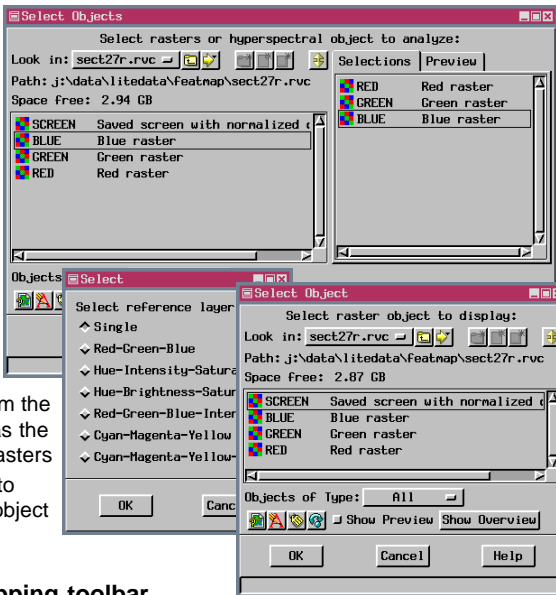 Select Objects
Select rasters or hyperspectral object to analyze:
Look in: sect27r.rvc
Path: j:\data\litedata\featmap\sect27r.rvc
Space free: 2.94 GB
SCREEN Saved screen with normalized
BLUE Blue raster
GREEN Green raster
RED Red raster
Selections Preview
RED Red raster
GREEN Green raster
BLUE Blue raster
Objects
Select
Select reference layer
Single
Red-Green-Blue
Hue-Intensity-Satura
Hue-Brightness-Satur
Red-Green-Blue-Inter
Cyan-Magenta-Yellow
Cyan-Magenta-Yellow-
OK Canc
Select Object
Select raster object to display:
Look in: sect27r.rvc
Path: j:\data\litedata\featmap\sect27r.rvc
Space free: 2.87 GB
SCREEN Saved screen with normalized
BLUE Blue raster
GREEN Green raster
RED Red raster
Objects of Type: All
Show Preview Show Overview
OK Cancel Help
m the
as the
asters
to
object
pping toolbar